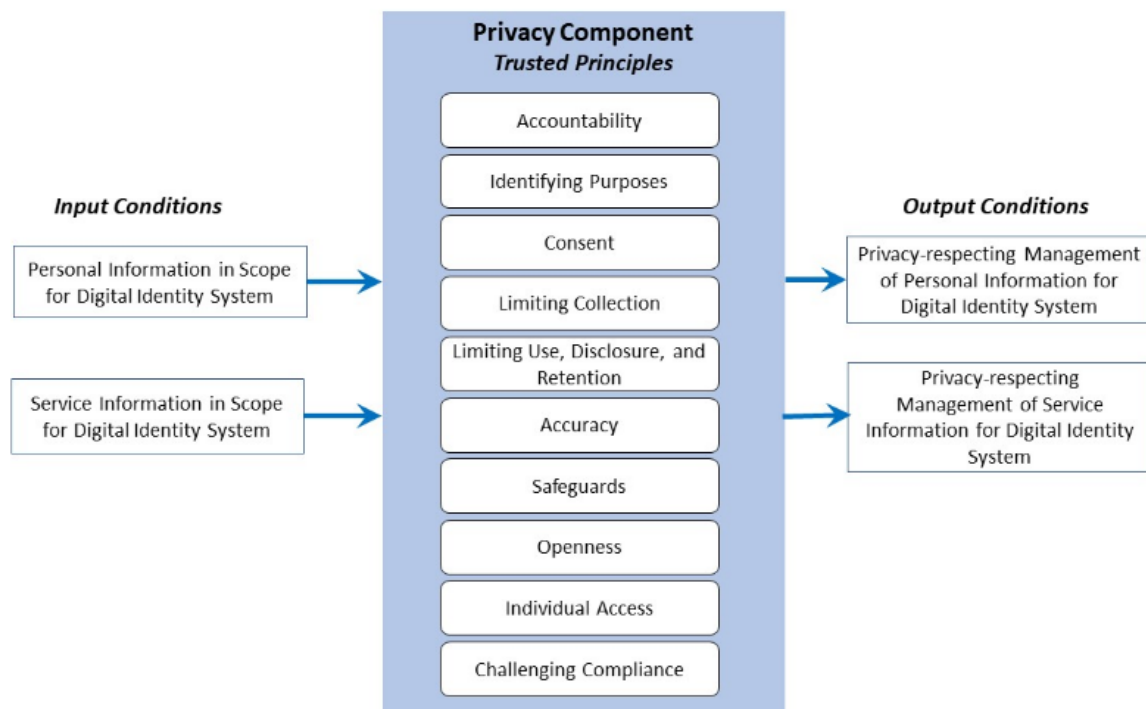 Privacy Component
Trusted Principles
Accountability
Identifying Purposes
Consent
Limiting Collection
Limiting Use, Disclosure, and
Retention
Accuracy
Safeguards
Openness
Individual Access
Challenging Compliance
Input Conditions
Personal Information in Scope
for Digital Identity System
Service Information in Scope
for Digital Identity System
Output Conditions
Privacy-respecting Management
of Personal Information for
Digital Identity System
Privacy-respecting
Management of Service
Information for Digital Identity
System